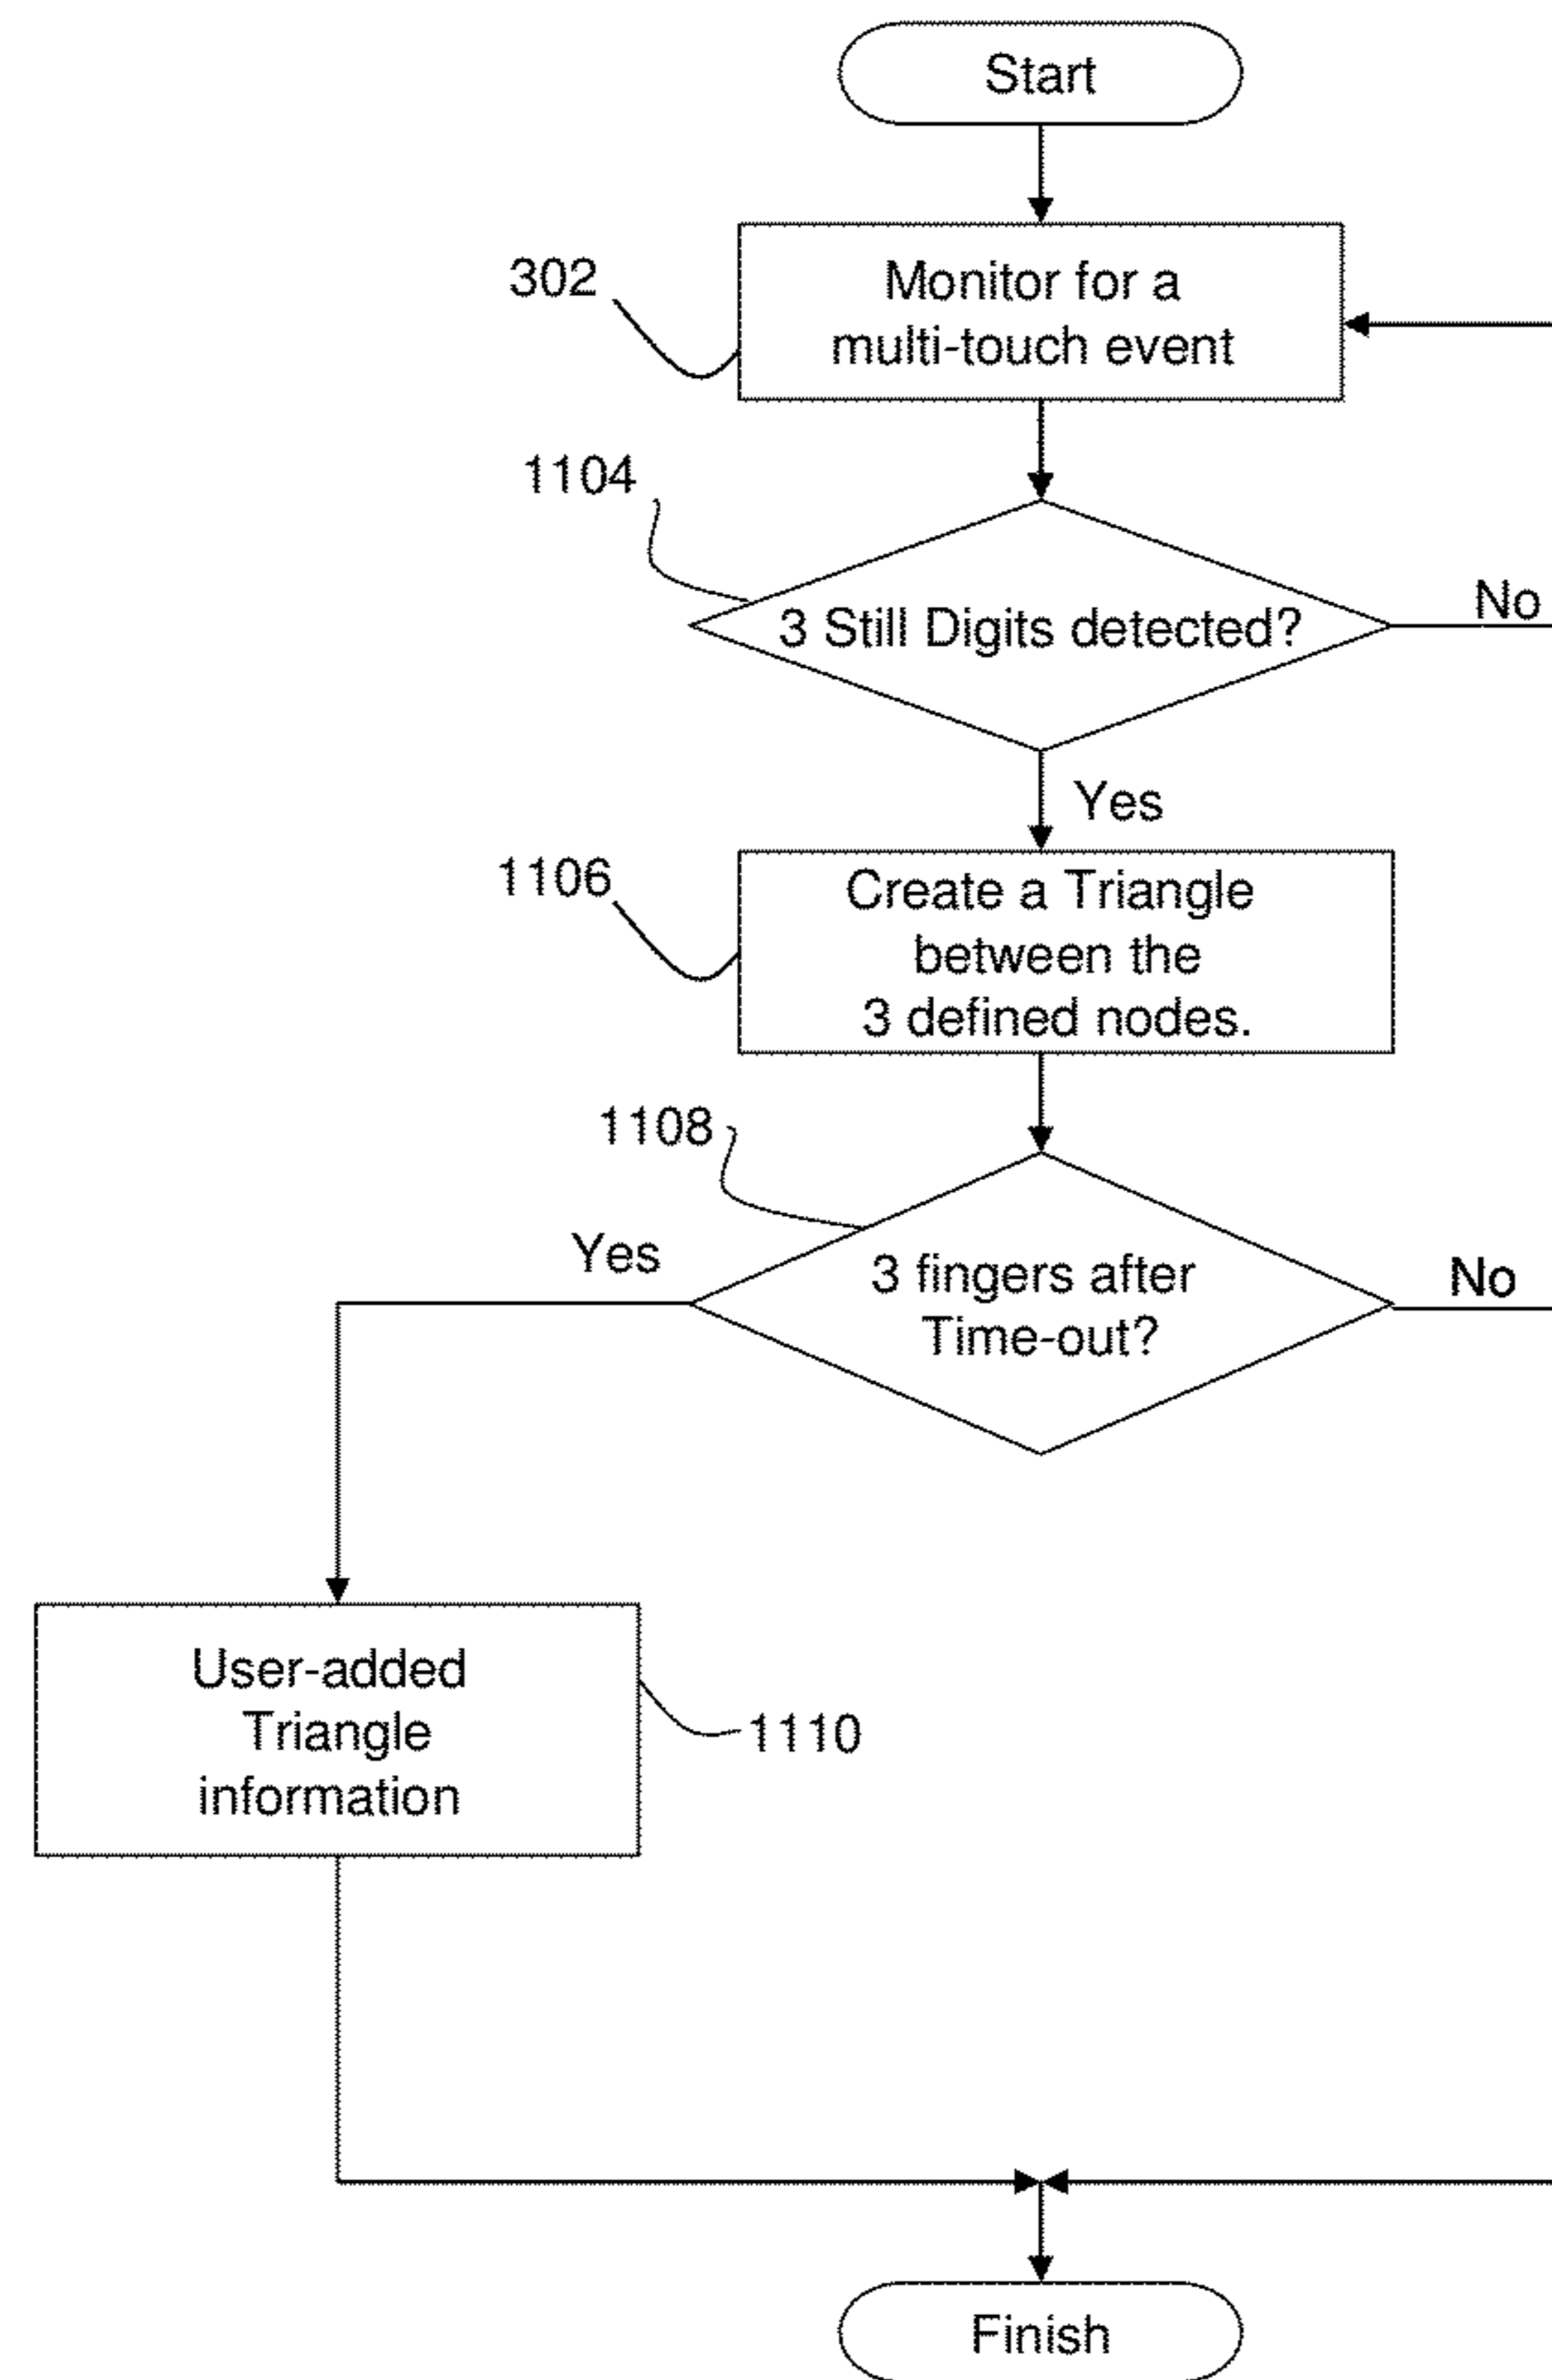 Start
302
Monitor for a
multi-touch event
1104
3 Still Digits detected?
No
Yes
1106
Create a Triangle
between the
3 defined nodes.
1108
Yes
3 fingers after
Time-out?
No
User-added
Triangle
information
1110
Finish